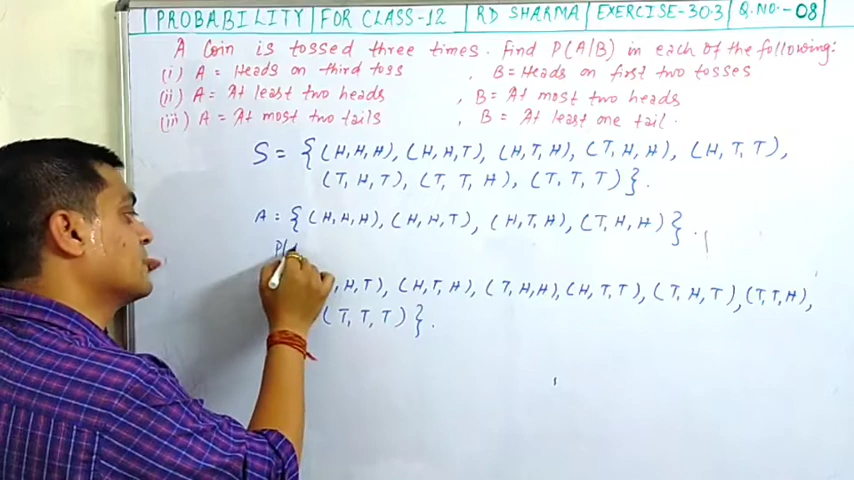 PROBABILITY FOR CLASS-12 RD SHARMA EXERCISE-30.3 Q.NO.-08
A Coin is tossed three times. Find P(A/B) in each of the following:
(i) A = Heads on third toss , B = Heads on first two tosses
(ii) A = At least two heads , B = At most two heads
(iii) A = At most two tails , B = At least one tail.
S = {(H,H,H), (H,H,T), (H,T,H), (T,H,H), (H,T,T),
(T,H,T), (T,T,H), (T,T,T)}.
A = {(H,H,H), (H,H,T), (H,T,H), (T,H,H)}.
P(
,H,T), (H,T,H), (T,H,H), (H,T,T), (T,H,T), (T,T,H),
(T,T,T)}.